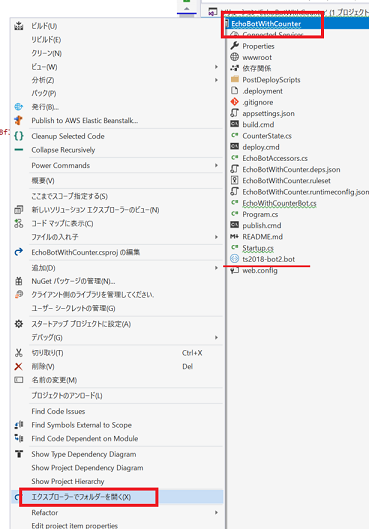 ビルド(U)
リビルド(E)
クリーン(N)
ビュー(W)
分析(Z)
パック(P)
発行(B)...
Publish to AWS Elastic Beanstalk...
Cleanup Selected Code
Collapse Recursively
Power Commands
概要(V)
ここまでスコープ指定する(S)
新しいソリューション エクスプローラーのビュー(N)
コード マップに表示(C)
ファイルの入れ子
EchoBotWithCounter.csproj の編集
追加(D)
NuGet パッケージの管理(N)...
クライアント側のライブラリを管理してください.
ユーザー シークレットの管理(G)
スタートアップ プロジェクトに設定(A)
デバッグ(G)
切り取り(T) Ctrl+X
削除(V) Del
名前の変更(M)
プロジェクトのアンロード(L)
Find Code Issues
Find Symbols External to Scope
Find Code Dependent on Module
Show Type Dependency Diagram
Show Project Dependency Diagram
Show Project Hierarchy
エクスプローラーでフォルダーを開く(X)
Refactor
Edit project item properties
EchoBotWithCounter
Connected Services
Properties
wwwroot
依存関係
PostDeployScripts
.deployment
.gitignore
appsettings.json
build.cmd
CounterState.cs
deploy.cmd
EchoBotAccessors.cs
EchoBotWithCounter.deps.json
EchoBotWithCounter.ruleset
EchoBotWithCounter.runtimeconfig.json
EchoWithCounterBot.cs
Program.cs
publish.cmd
README.md
Startup.cs
ts2018-bot2.bot
web.config